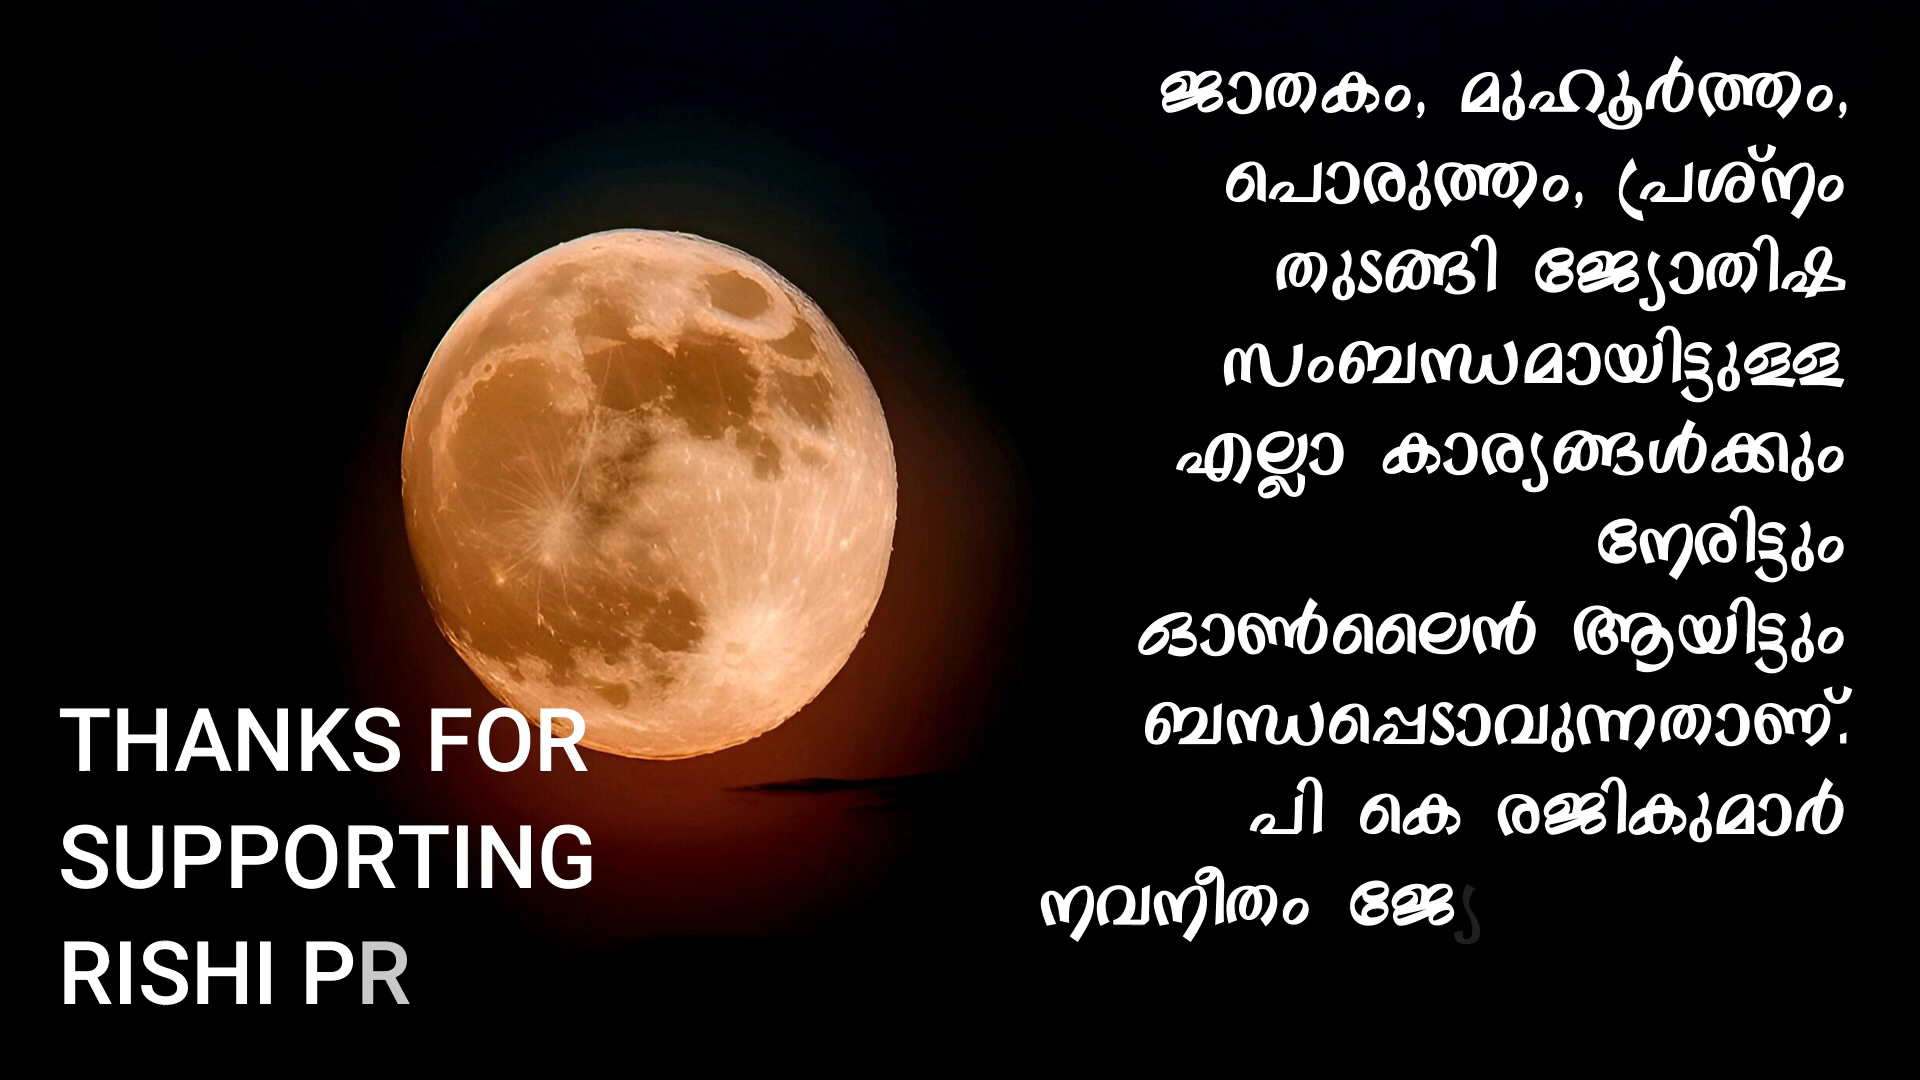 ജാതകം, മുഹൂർത്തം,
പൊരുത്തം, പ്രശ്നം
തുടങ്ങി ജ്യോതിഷ
സംബന്ധമായിട്ടുള്ള
എല്ലാ കാര്യങ്ങൾക്കും
നേരിട്ടും
ഓൺലൈൻ ആയിട്ടും
ബന്ധപ്പെടാവുന്നതാണ്.
പി കെ രജികുമാർ
നവനീതം ജ്യേ
THANKS FOR
SUPPORTING
RISHI PR